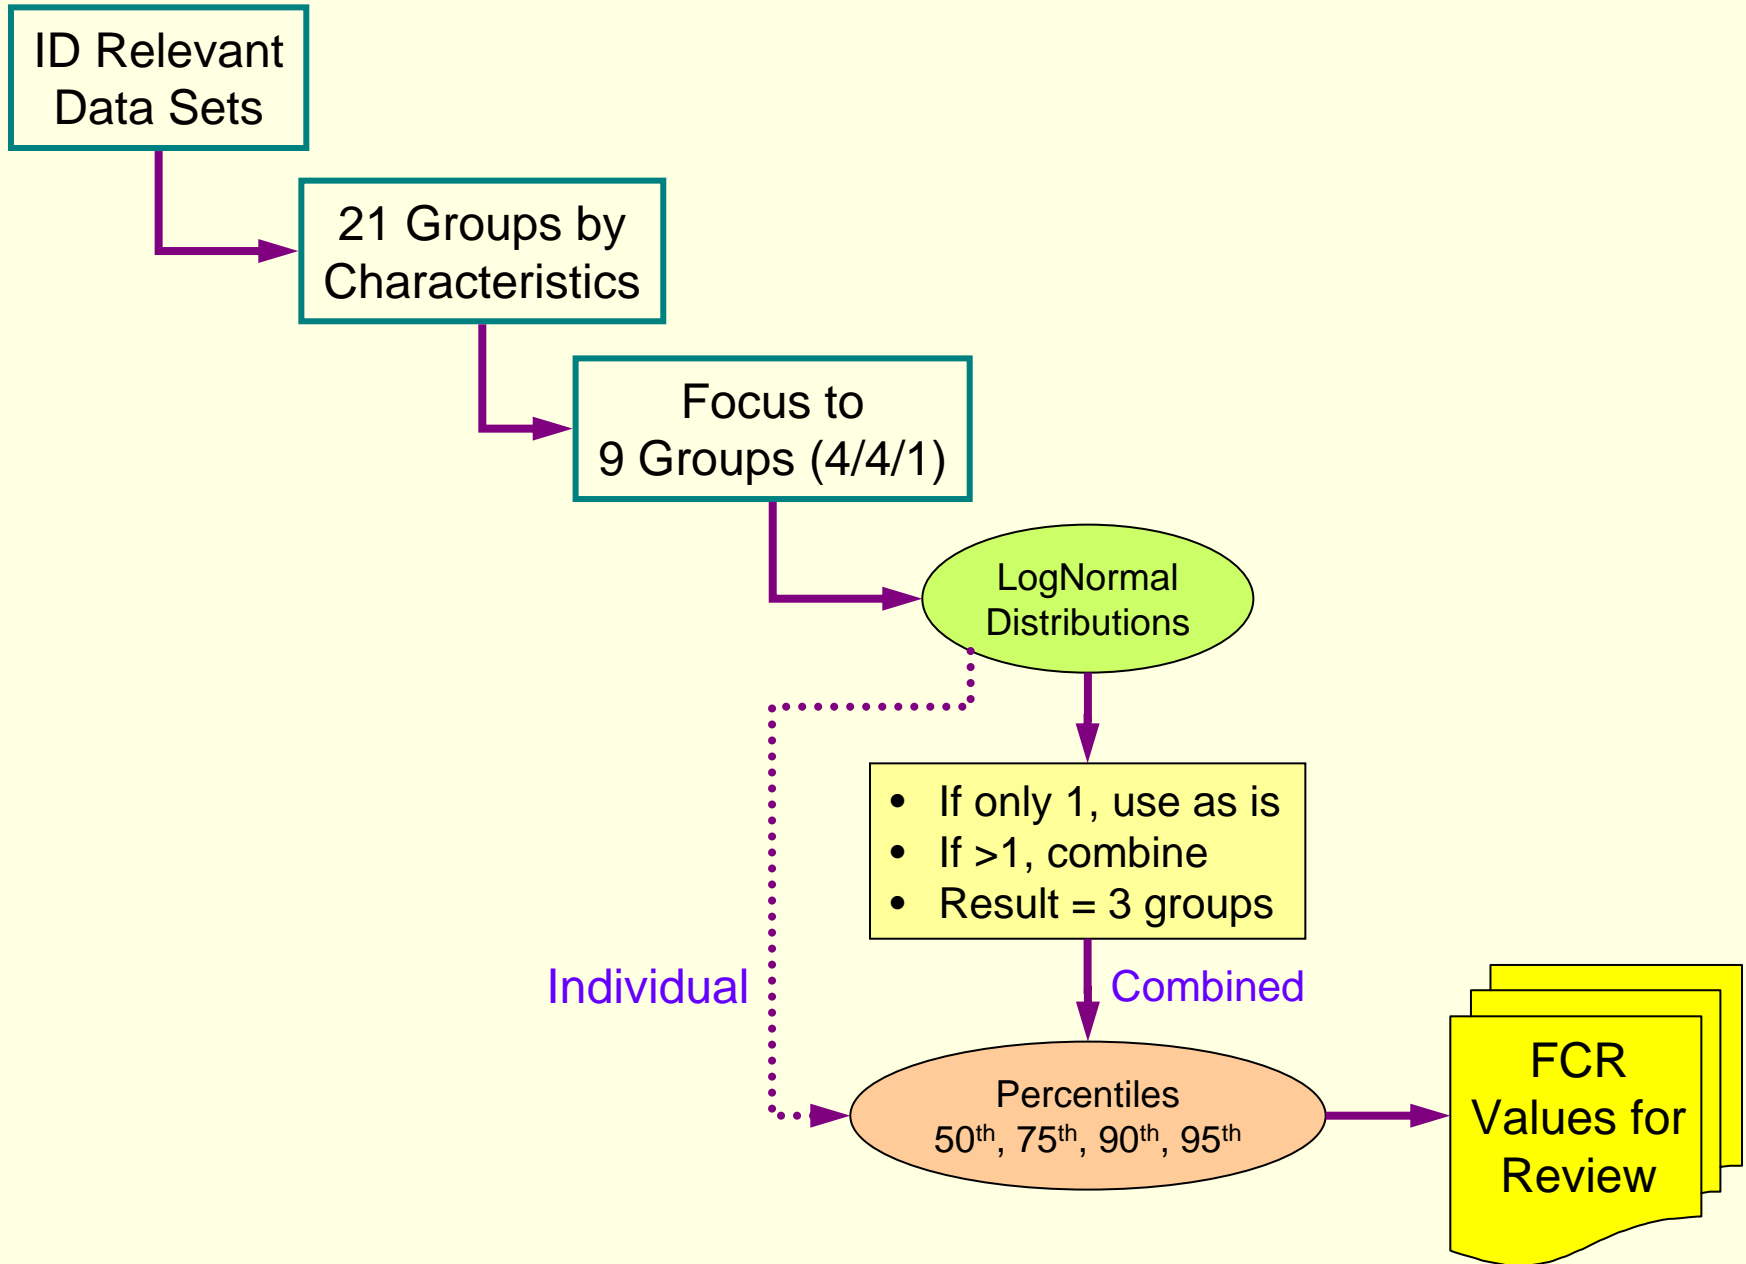 ID Relevant
Data Sets
21 Groups by
Characteristics
Focus to
9 Groups (4/4/1)
LogNormal
Distributions
• If only 1, use as is
• If >1, combine
• Result = 3 groups
Individual
Combined
Percentiles
50th, 75th, 90th, 95th
FCR
Values for
Review